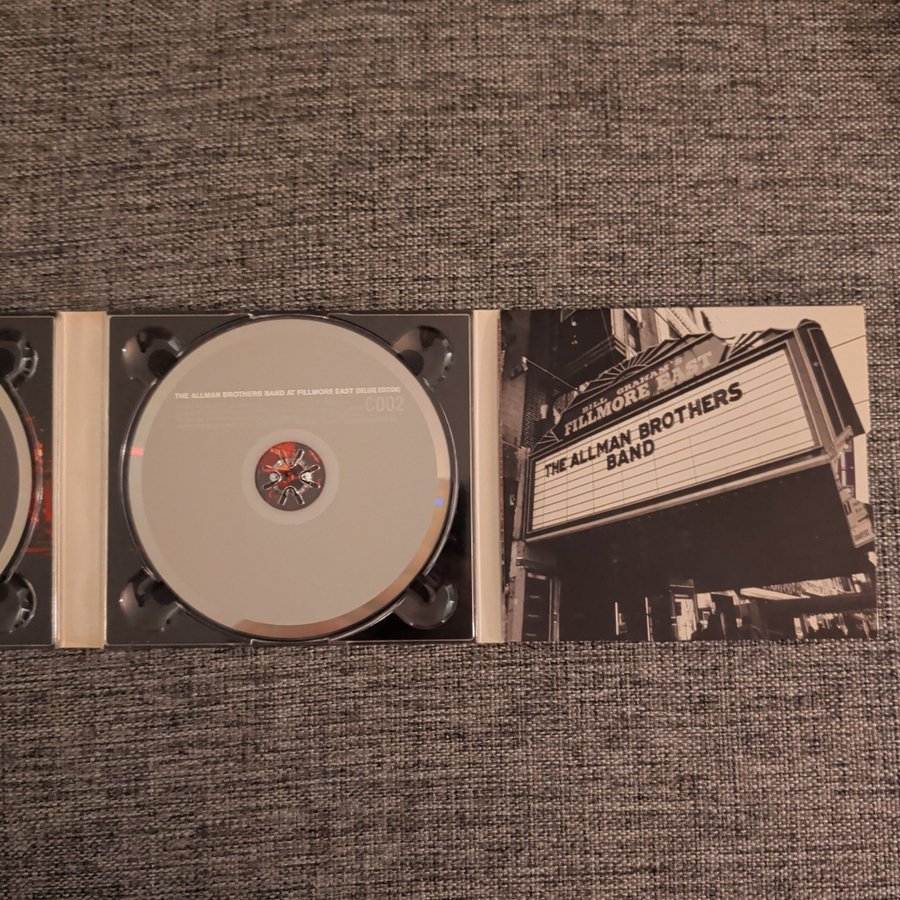 THE ALLMAN BROTHERS BAND AT FILLMORE EAST (DELUXE EDITION)
CD02
BILL GRAHAM'S
FILLMORE EAST
THE ALLMAN BROTHERS
BAND